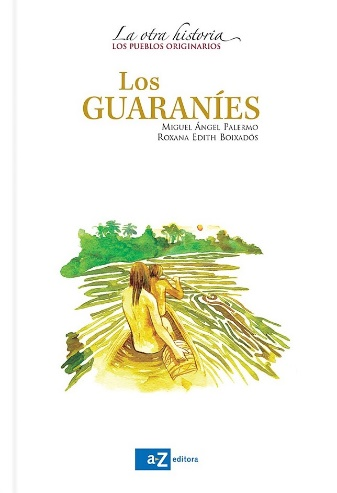 La otra historia
LOS PUEBLOS ORIGINARIOS
Los
GUARANÍES
MIGUEL ÁNGEL PALERMO
ROXANA EDITH BOIXADÓS
a-Z editora